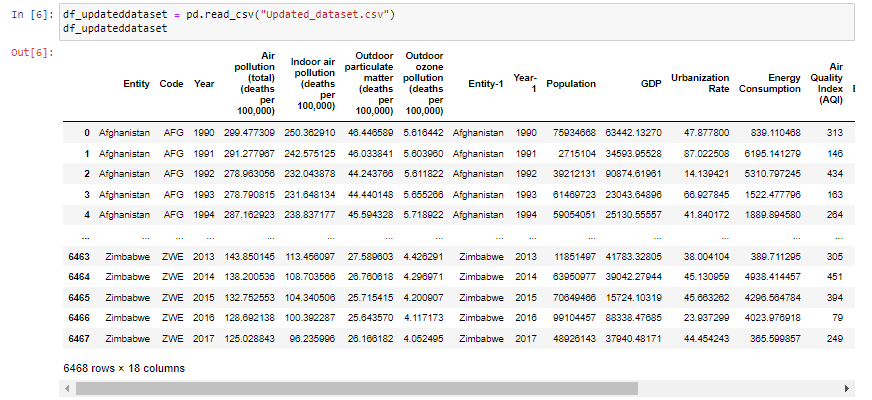 In [6]: df_updateddataset = pd.read_csv("Updated_dataset.csv")
df_updateddataset
Out[6]:
Entity Code Year Air pollution (total) (deaths per 100,000) Indoor air pollution (deaths per 100,000) Outdoor particulate matter (deaths per 100,000) Outdoor ozone pollution (deaths per 100,000) Entity-1 Year-1 Population GDP Urbanization Rate Energy Consumption Air Quality Index (AQI)
0 Afghanistan AFG 1990 299.477309 250.362910 46.446589 5.616442 Afghanistan 1990 75934668 63442.13270 47.877800 839.110468 313
1 Afghanistan AFG 1991 291.277967 242.575125 46.033841 5.603960 Afghanistan 1991 2715104 34593.95528 87.022508 6195.141279 146
2 Afghanistan AFG 1992 278.963056 232.043878 44.243766 5.611822 Afghanistan 1992 39212131 90874.61961 14.139421 5310.797245 434
3 Afghanistan AFG 1993 278.790815 231.648134 44.440148 5.655266 Afghanistan 1993 61469723 23043.64896 66.927845 1522.477796 163
4 Afghanistan AFG 1994 287.162923 238.837177 45.594328 5.718922 Afghanistan 1994 59054051 25130.55557 41.840172 1889.894580 264
... ... ... ... ... ... ... ... ... ... ... ... ... ... ...
6463 Zimbabwe ZWE 2013 143.850145 113.456097 27.589603 4.426291 Zimbabwe 2013 11851497 41783.32805 38.004104 389.711295 305
6464 Zimbabwe ZWE 2014 138.200536 108.703566 26.760618 4.296971 Zimbabwe 2014 63950977 39042.27944 45.130959 4938.414457 451
6465 Zimbabwe ZWE 2015 132.752553 104.340506 25.715415 4.200907 Zimbabwe 2015 70649466 15724.10319 45.663262 4296.564784 394
6466 Zimbabwe ZWE 2016 128.692138 100.392287 25.643570 4.117173 Zimbabwe 2016 99104457 88338.47685 23.937299 4023.976918 79
6467 Zimbabwe ZWE 2017 125.028843 96.235996 26.166182 4.052495 Zimbabwe 2017 48926143 37940.48171 44.454243 365.599857 249
6468 rows × 18 columns